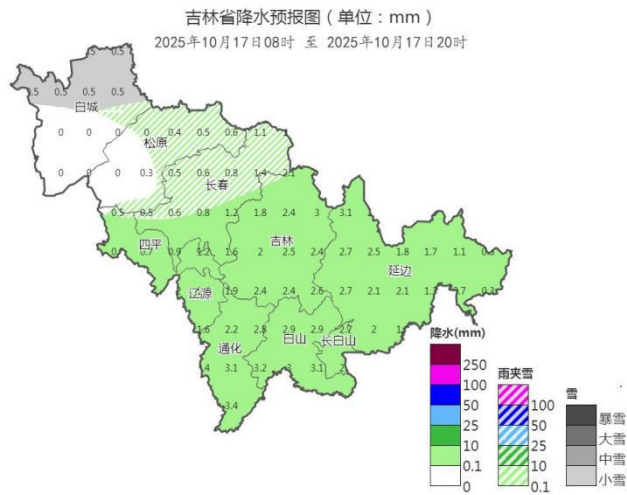 吉林省降水预报图（单位：mm）
2025年10月17日08时 至 2025年10月17日20时
0.5
0.5 0.5 0.5
白城
0 0 0 0 0.4 0.5 0.6 1.1
松原
0 0 0 0.3 0.5 0.6 0.8 1.4 2.1
长春
0.5 0.5 0.6 0.8 1.2 1.8 2.4 3 3.1
四平 吉林
0.7 0.9 1.2 1.6 2 2.5 2.4 2.7 2.5 1.8 1.7 1.1
延边
辽源
1.9 2.4 2.4 2.6 2.7 2.1 2.1 0.7 0.3
1.6 2.2 2.8 2.9 2.9 2.7 2
通化 白山 长白山
3.1 3.2 3 3.1
3.4
降水(mm)
250
100
50
25
10
0.1
0
雨夹雪
100
50
25
10
0.1
雪
暴雪
大雪
中雪
小雪